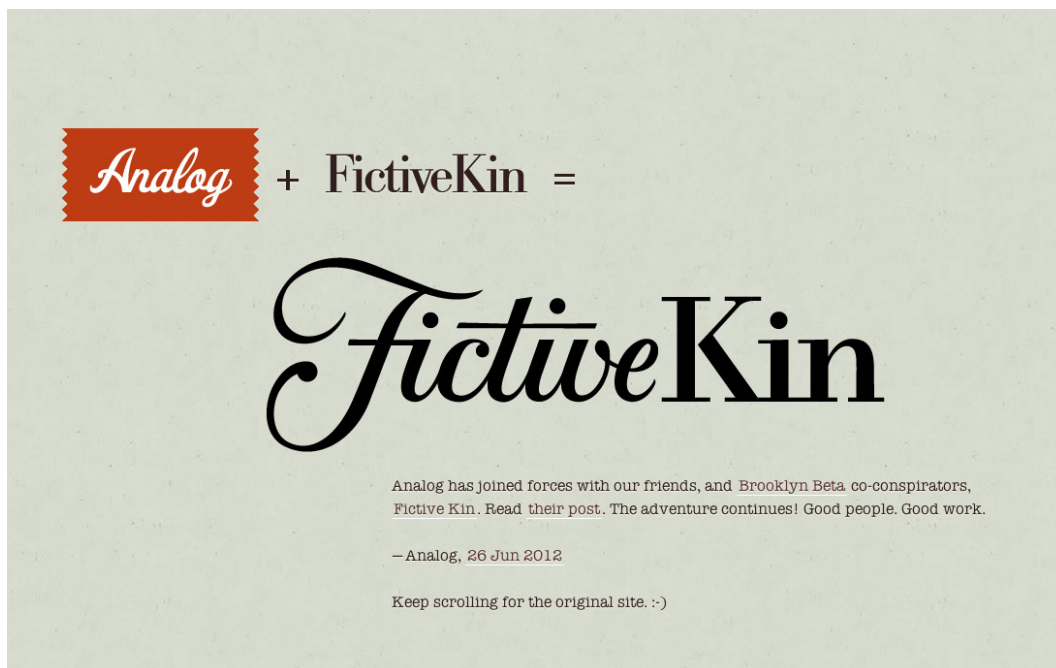 Analog + FictiveKin =
FictiveKin
Analog has joined forces with our friends, and Brooklyn Beta co-conspirators,
Fictive Kin. Read their post. The adventure continues! Good people. Good work.
— Analog, 26 Jun 2012
Keep scrolling for the original site. :-)